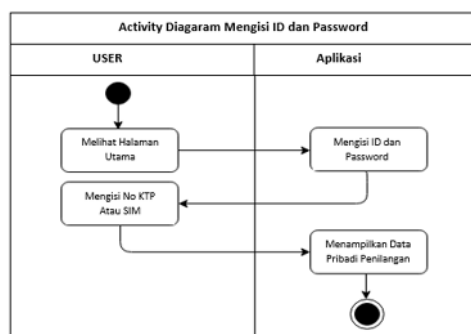 Activity Diagaram Mengisi ID dan Password
USER
Aplikasi
Melihat Halaman
Utama
Mengisi ID dan
Password
Mengisi No KTP
Atau SIM
Menampilkan Data
Pribadi Penilangan